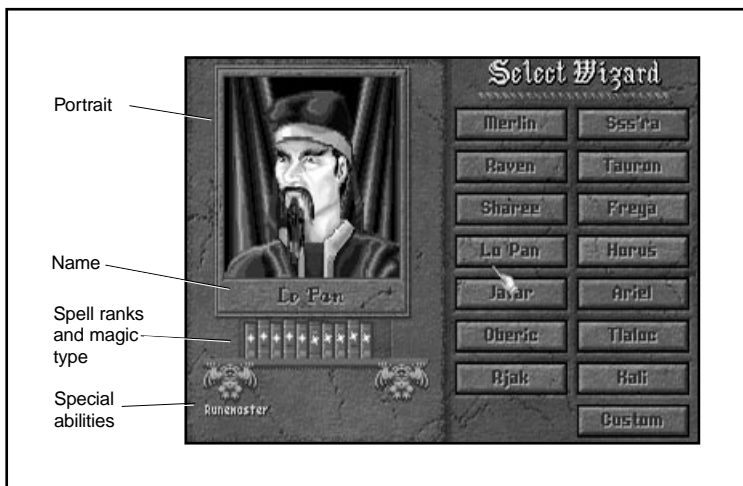 Portrait
Name
Spell ranks
and magic
type
Special
abilities
Lo Pan
Runemaster
Select Wizard
Merlin Sss'ra
Raven Tauron
Sharee Freya
Lo Pan Horus
Jafar Ariel
Oberic Tlaloc
Rjak Kali
Custom